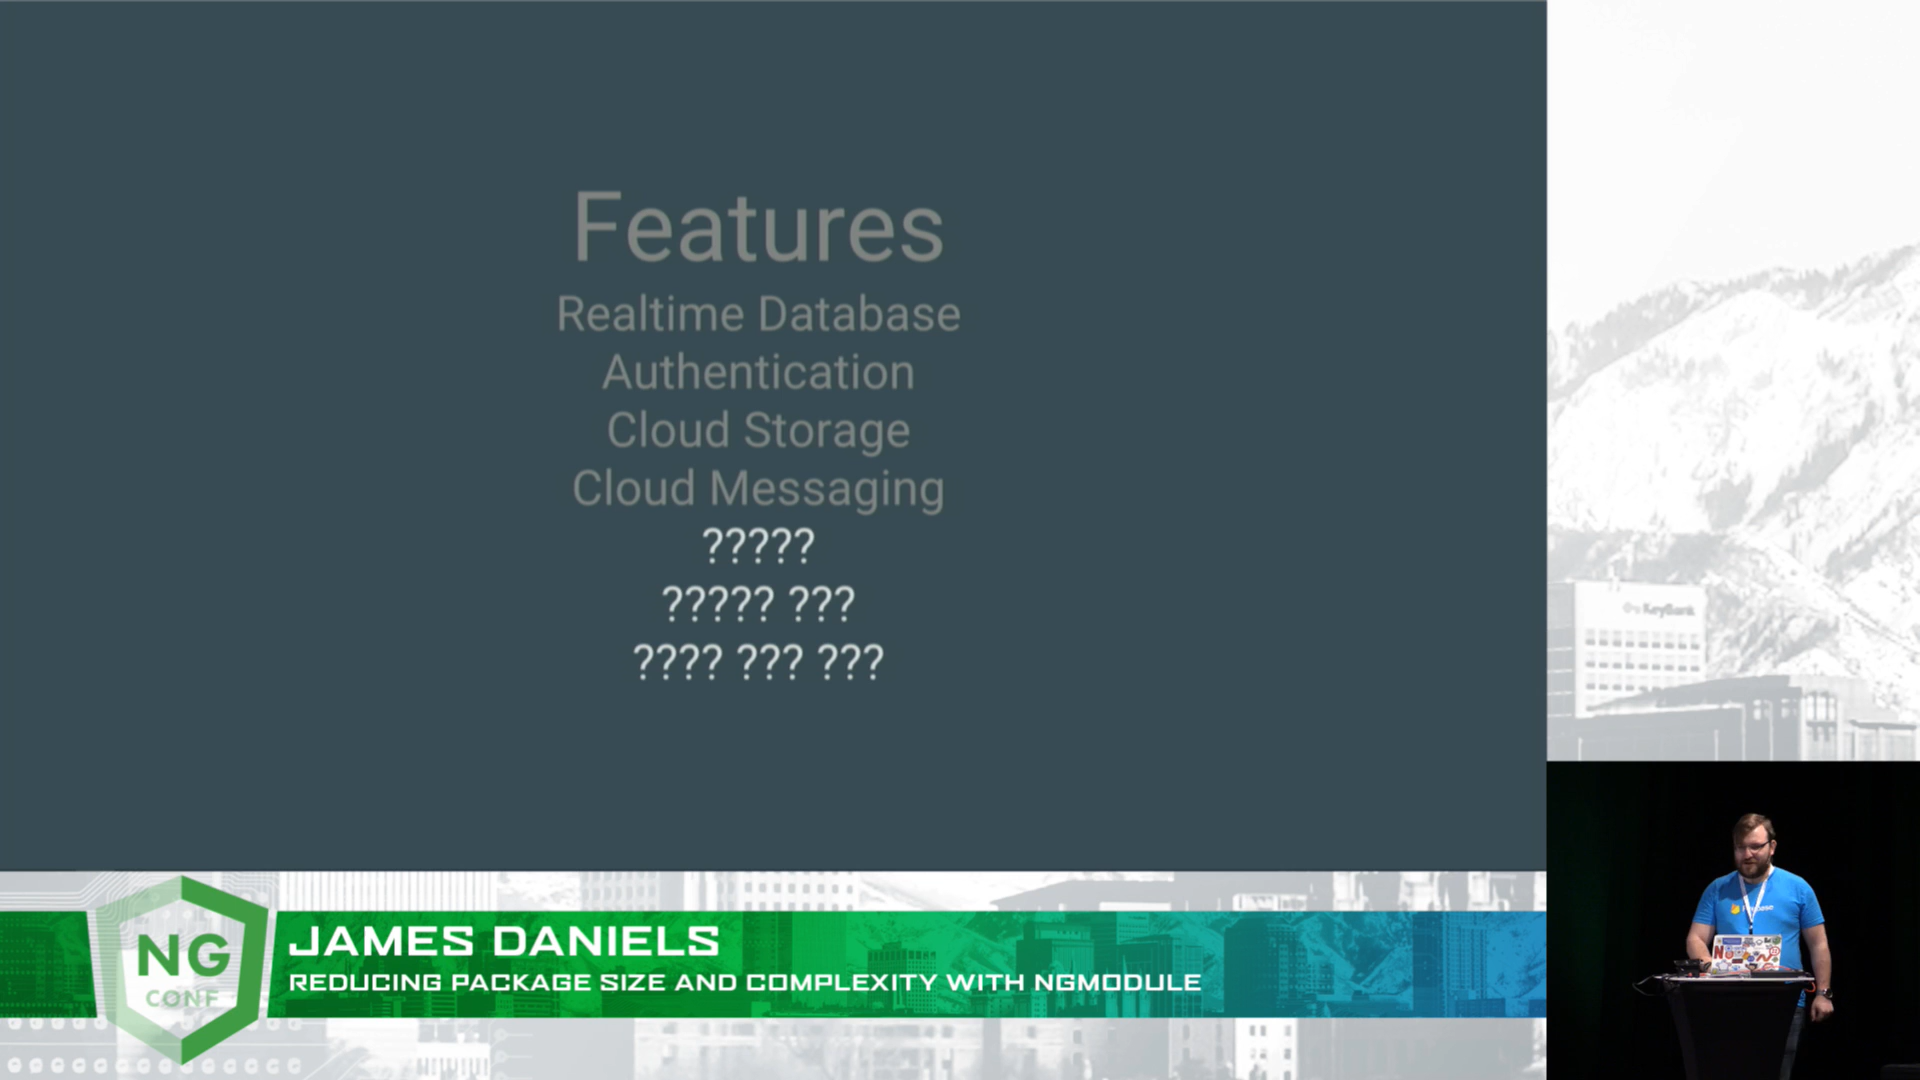 Features
Realtime Database
Authentication
Cloud Storage
Cloud Messaging
?????
????? ???
???? ??? ???
KeyBank
NG
CONF
JAMES DANIELS
REDUCING PACKAGE SIZE AND COMPLEXITY WITH NGMODULE